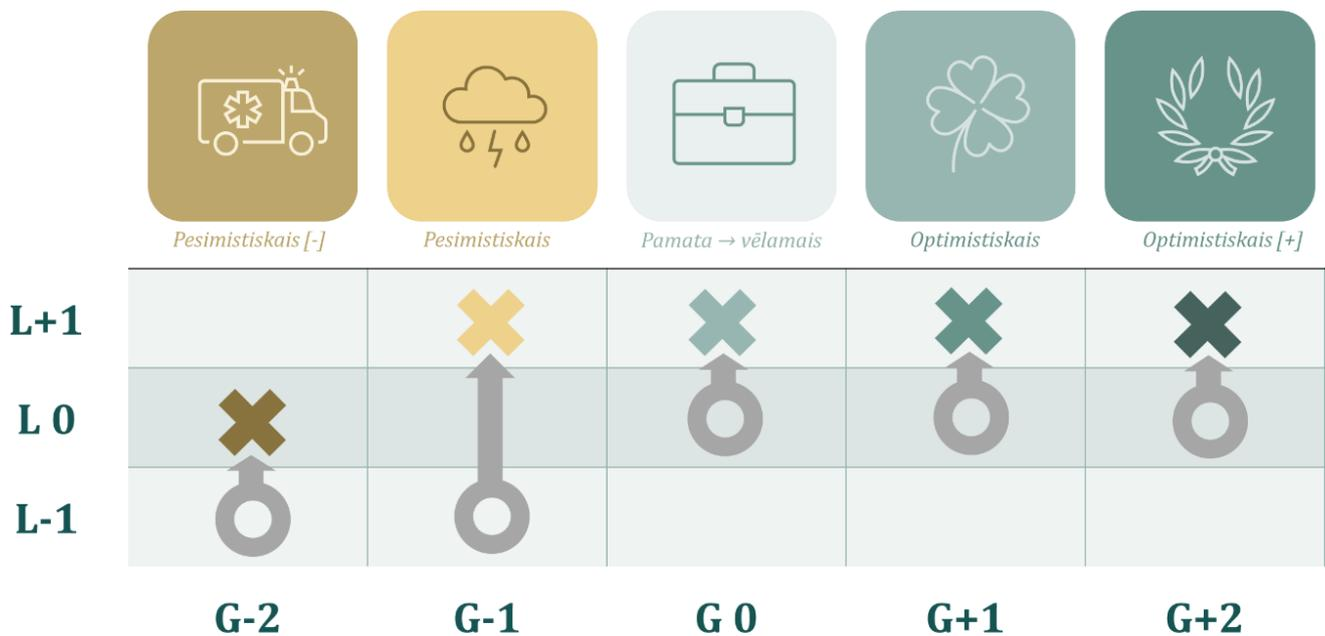 Pesimistiskais [-]
Pesimistiskais
Pamata → vēlamais
Optimistiskais
Optimistiskais [+]
L+1
L 0
L-1
G-2
G-1
G 0
G+1
G+2